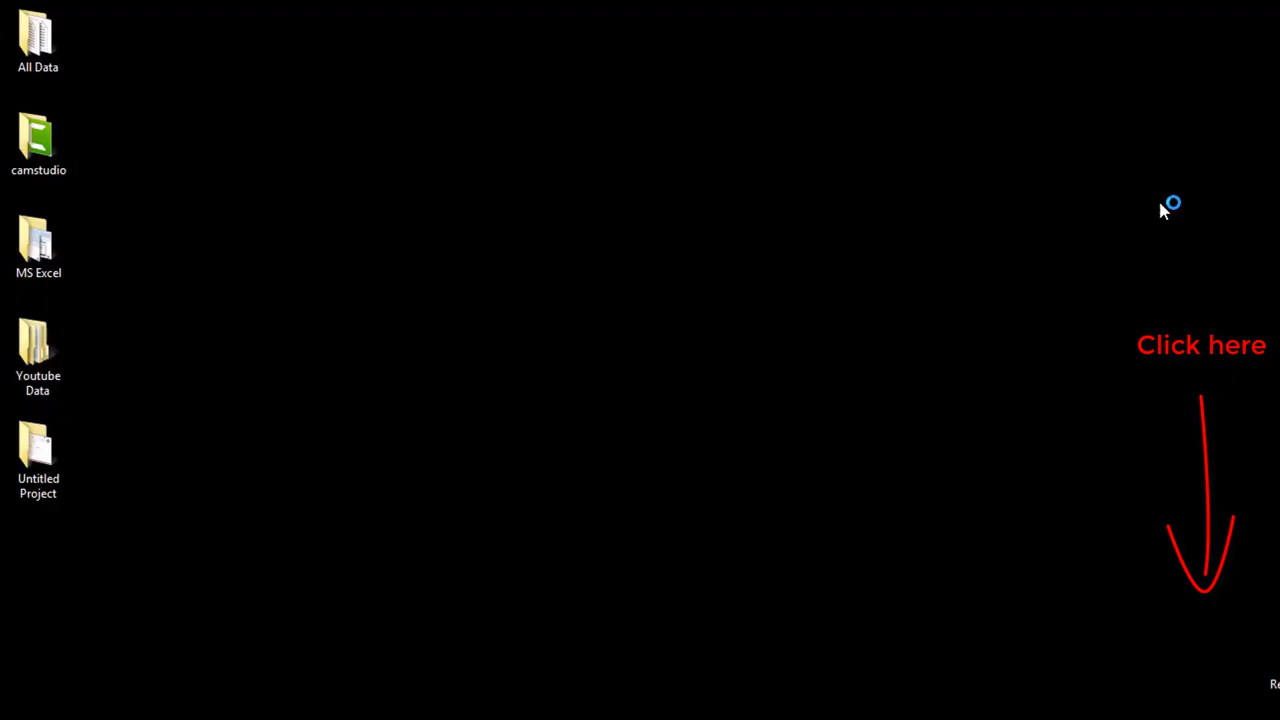 All Data
camstudio
MS Excel
Youtube
Data
Untitled
Project
Click here